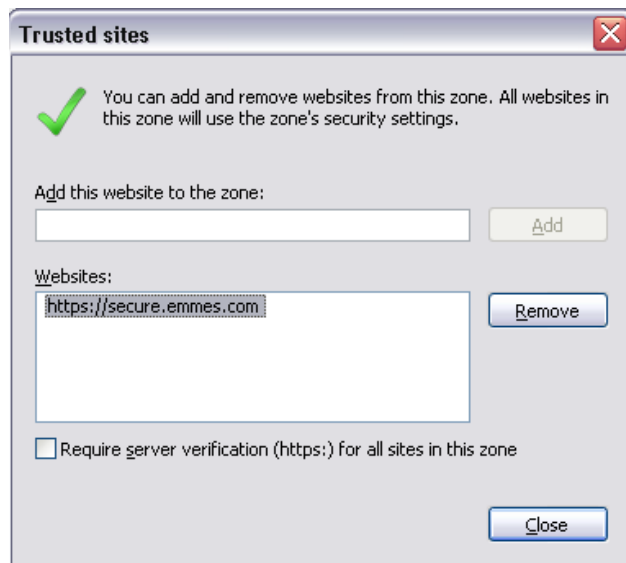 Trusted sites
You can add and remove websites from this zone. All websites in
this zone will use the zone's security settings.
Add this website to the zone:
Add
Websites:
https://secure.emmes.com
Remove
Require server verification (https:) for all sites in this zone
Close